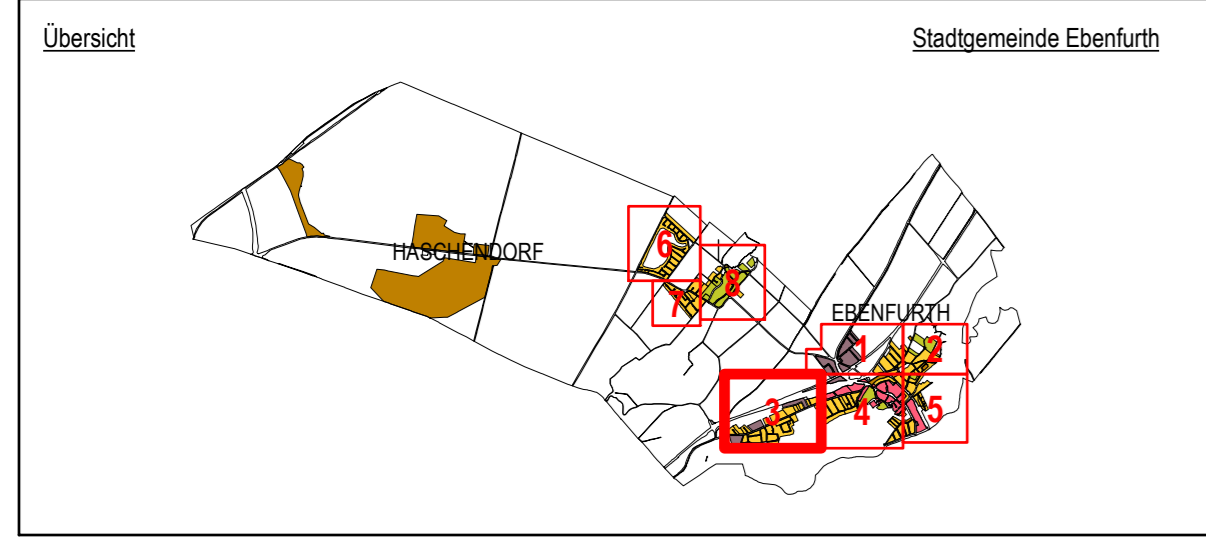 Übersicht
Stadtgemeinde Ebenfurth
6
HASCHENDORF
8
7
EBENFURTH
1
2
3
4
5